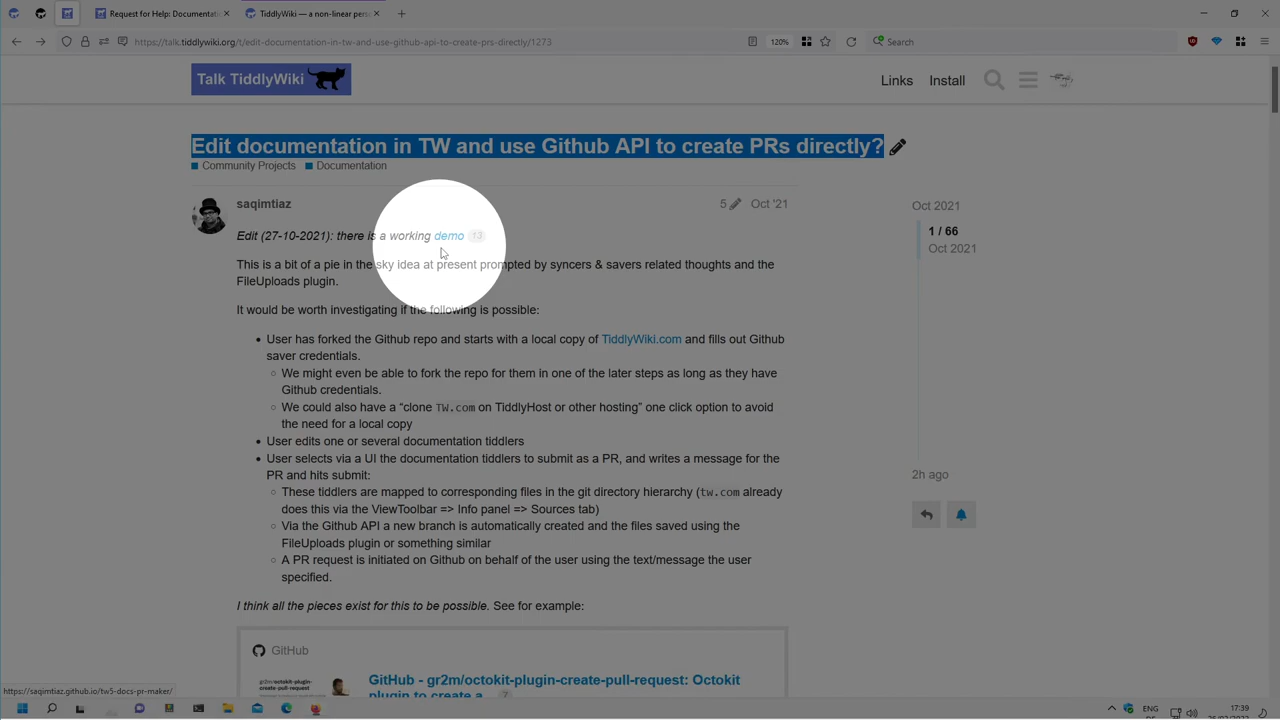 Request for Help: Documentatio
TiddlyWiki — a non-linear pers
https://talk.tiddlywiki.org/t/edit-documentation-in-tw-and-use-github-api-to-create-prs-directly/1273
120%
Search
Talk TiddlyWiki
Links
Install
Edit documentation in TW and use Github API to create PRs directly?
Community Projects
Documentation
saqimtiaz
5
Oct '21
Edit (27-10-2021): there is a working demo 13
This is a bit of a pie in the sky idea at present prompted by syncers & savers related thoughts and the
FileUploads plugin.
It would be worth investigating if the following is possible:
User has forked the Github repo and starts with a local copy of TiddlyWiki.com and fills out Github
saver credentials.
We might even be able to fork the repo for them in one of the later steps as long as they have
Github credentials.
We could also have a “clone TW.com on TiddlyHost or other hosting” one click option to avoid
the need for a local copy
User edits one or several documentation tiddlers
User selects via a UI the documentation tiddlers to submit as a PR, and writes a message for the
PR and hits submit:
These tiddlers are mapped to corresponding files in the git directory hierarchy (tw.com already
does this via the ViewToolbar => Info panel => Sources tab)
Via the Github API a new branch is automatically created and the files saved using the
FileUploads plugin or something similar
A PR request is initiated on Github on behalf of the user using the text/message the user
specified.
I think all the pieces exist for this to be possible. See for example:
GitHub
gr2m/octokit-plugin-
create-pull-request
GitHub - gr2m/octokit-plugin-create-pull-request: Octokit
plugin to create a
7
Oct 2021
1 / 66
Oct 2021
2h ago
https://saqimtiaz.github.io/tw5-docs-pr-maker/
ENG
17:39